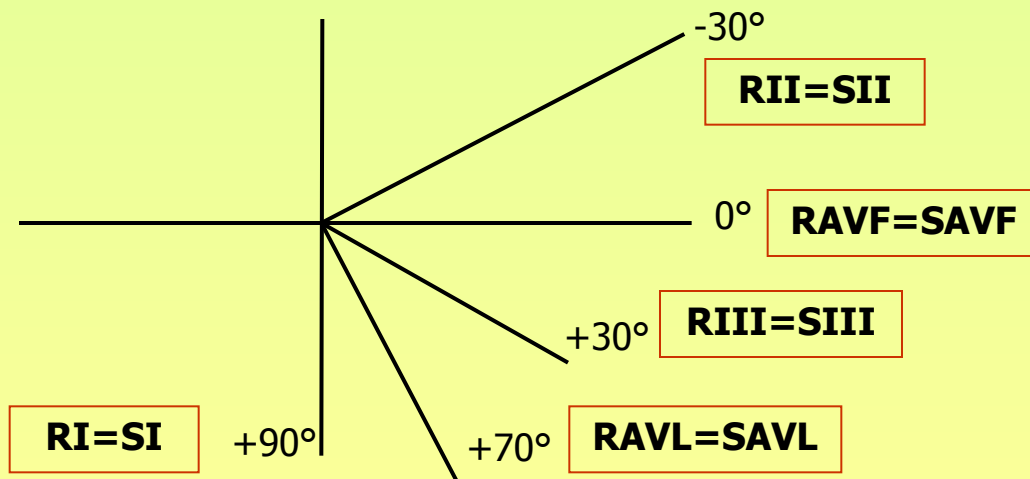 -30°
RII=SII
0°
RAVF=SAVF
+30°
RIII=SIII
RI=SI
+90°
+70°
RAVL=SAVL